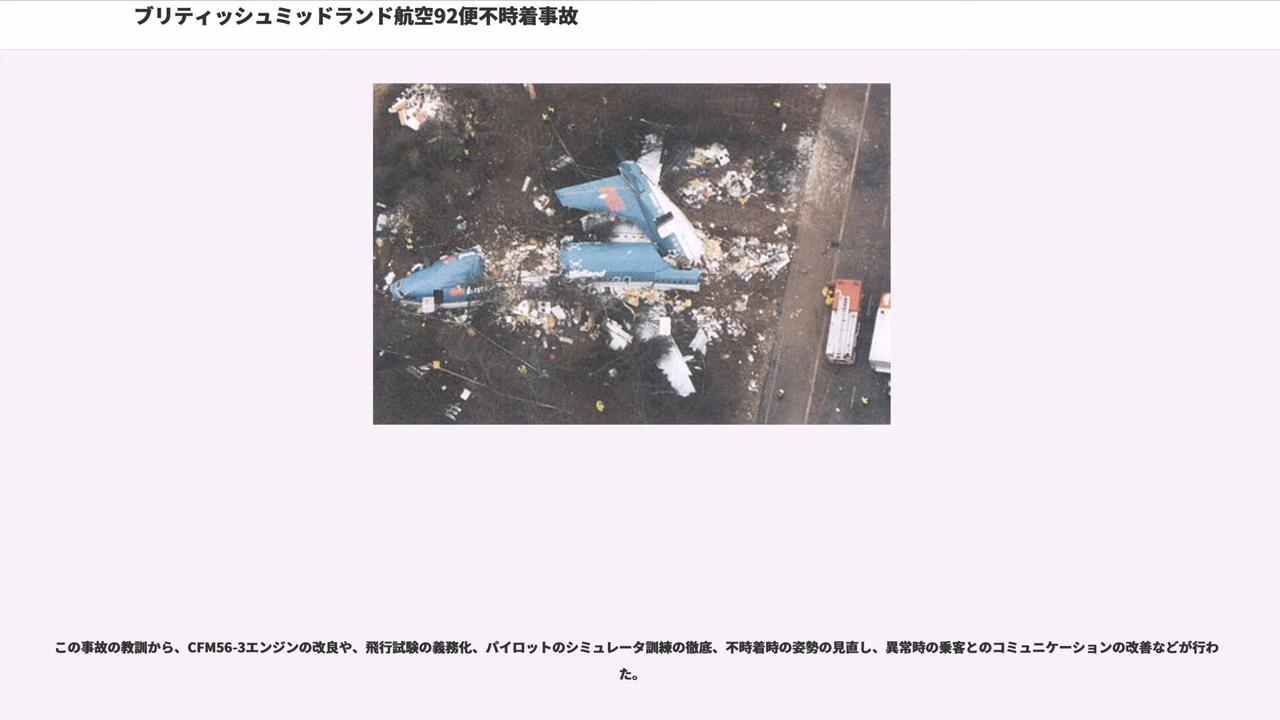 ブリティッシュミッドランド航空92便不時着事故
Midland
この事故の教訓から、CFM56-3エンジンの改良や、飛行試験の義務化、パイロットのシミュレータ訓練の徹底、不時着時の姿勢の見直し、異常時の乗客とのコミュニケーションの改善などが行わ
た。